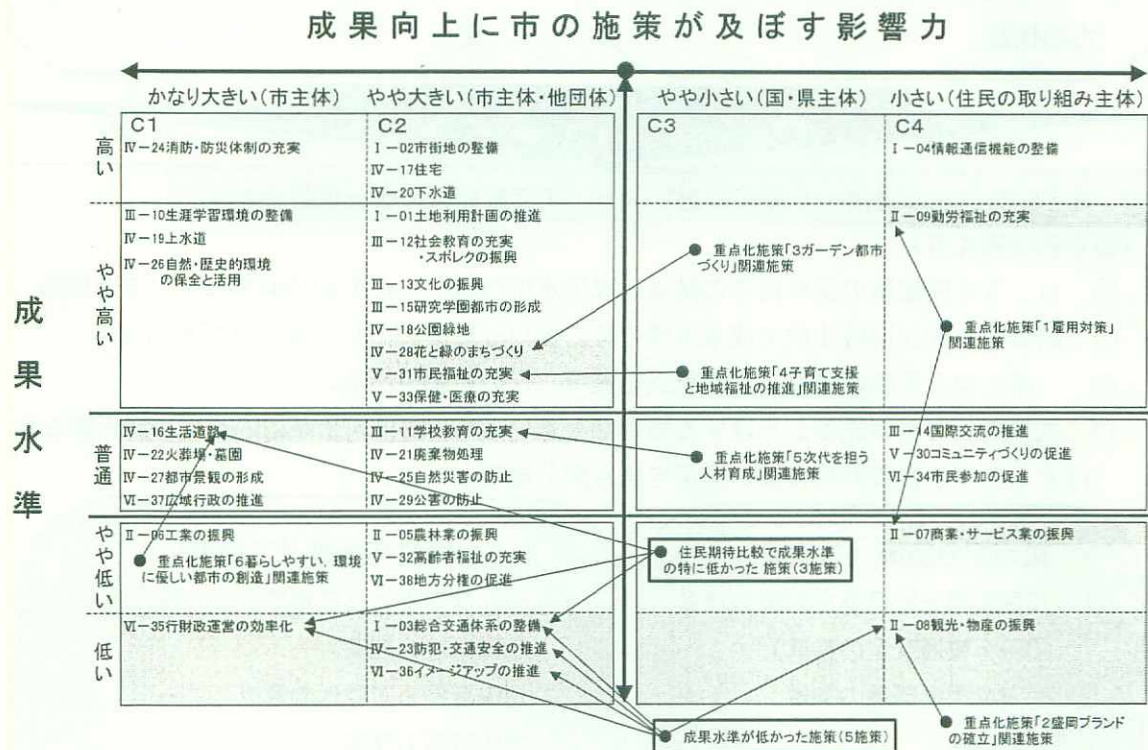 成果向上に市の施策が及ぼす影響力
かなり大きい(市主体)
やや大きい(市主体・他団体)
やや小さい(国・県主体)
小さい(住民の取り組み主体)
成果水準
高い
C1
Ⅳ－24消防・防災体制の充実
C2
Ⅰ－02市街地の整備
Ⅳ－17住宅
Ⅳ－20下水道
C3
C4
Ⅰ－04情報通信機能の整備
やや高い
Ⅲ－10生涯学習環境の整備
Ⅳ－19上水道
Ⅳ－26自然・歴史的環境
の保全と活用
Ⅰ－01土地利用計画の推進
Ⅲ－12社会教育の充実
・スポレクの振興
Ⅲ－13文化の振興
Ⅲ－15研究学園都市の形成
Ⅳ－18公園緑地
Ⅳ－28花と緑のまちづくり
Ⅴ－31市民福祉の充実
Ⅴ－33保健・医療の充実
重点化施策「3ガーデン都市
づくり」関連施策
重点化施策「4子育て支援
と地域福祉の推進」関連施策
Ⅱ－09勤労福祉の充実
重点化施策「1雇用対策」
関連施策
普通
Ⅳ－16生活道路
Ⅳ－22火葬場・墓園
Ⅳ－27都市景観の形成
Ⅵ－37広域行政の推進
Ⅲ－11学校教育の充実
Ⅳ－21廃棄物処理
Ⅳ－25自然災害の防止
Ⅳ－29公害の防止
重点化施策「5次代を担う
人材育成」関連施策
Ⅲ－14国際交流の推進
Ⅴ－30コミュニティづくりの促進
Ⅵ－34市民参加の促進
やや低い
Ⅱ－06工業の振興
重点化施策「6暮らしやすい、環境
に優しい都市の創造」関連施策
Ⅱ－05農林業の振興
Ⅴ－32高齢者福祉の充実
Ⅵ－38地方分権の促進
住民期待比較で成果水準
の特に低かった 施策(3施策)
Ⅱ－07商業・サービス業の振興
低い
Ⅵ－35行財政運営の効率化
Ⅰ－03総合交通体系の整備
Ⅳ－23防犯・交通安全の推進
Ⅵ－36イメージアップの推進
成果水準が低かった施策(5施策)
Ⅱ－08観光・物産の振興
重点化施策「2盛岡ブランド
の確立」関連施策